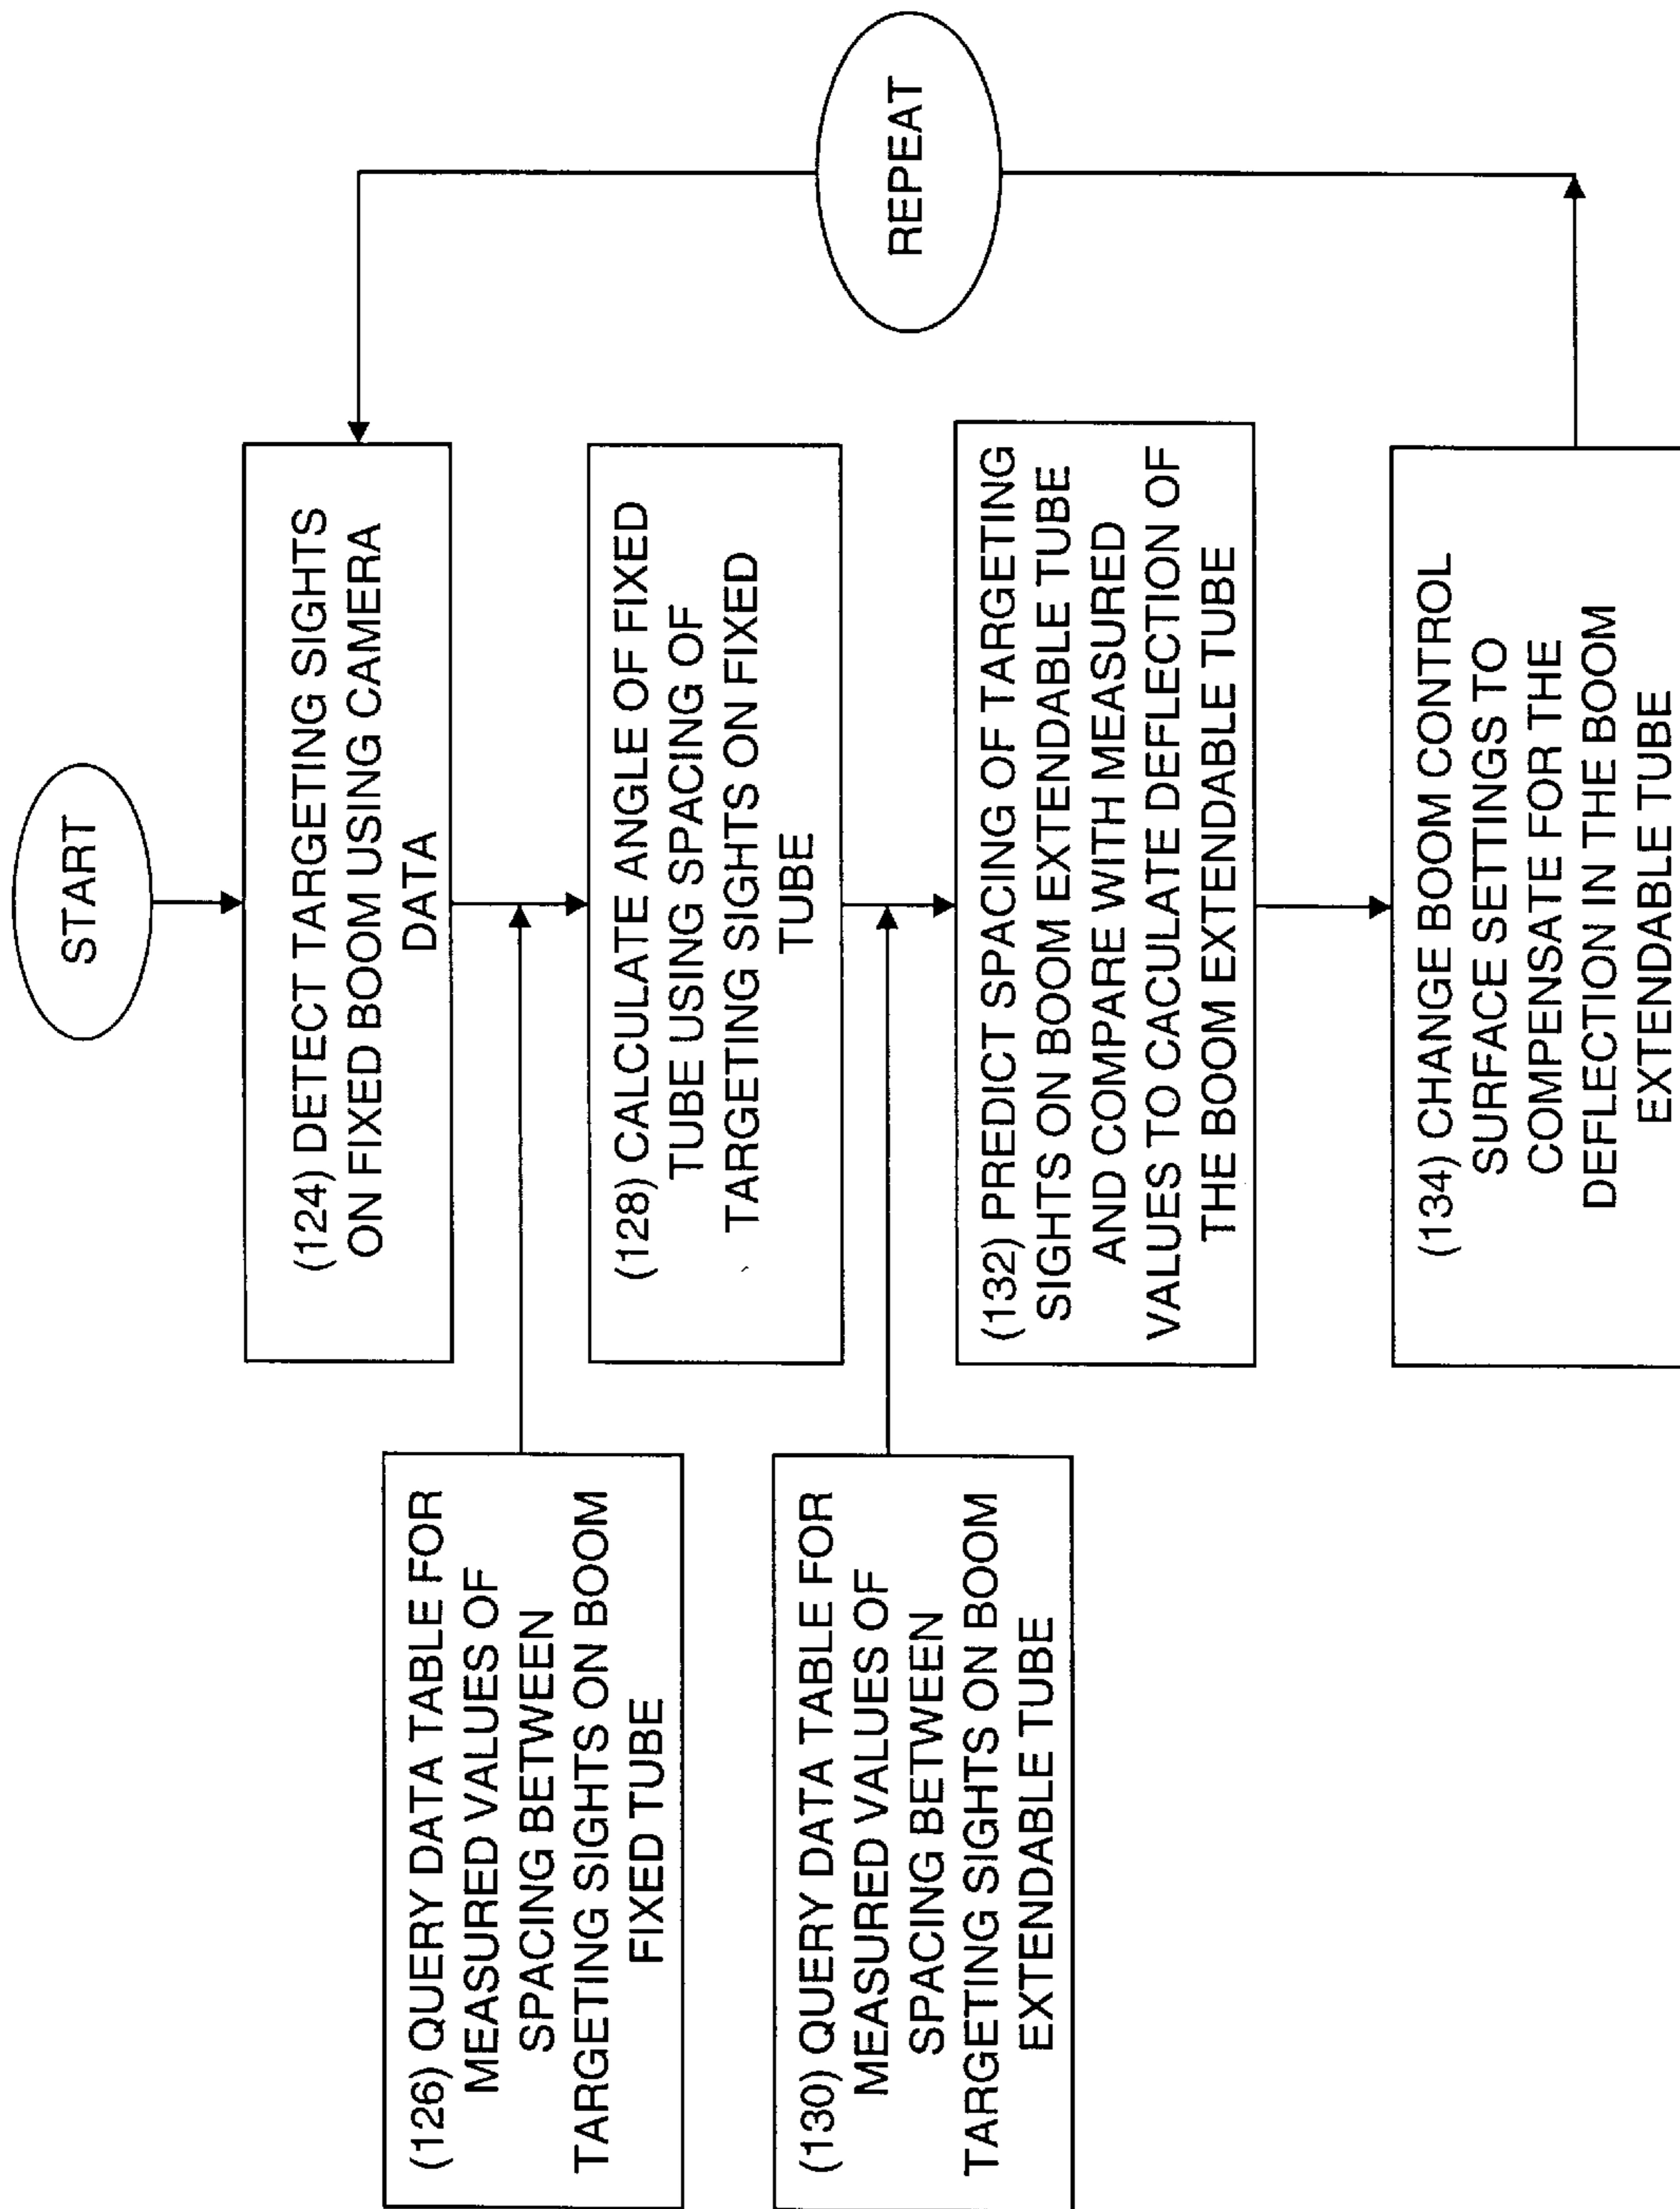 START
(124) DETECT TARGETING SIGHTS
ON FIXED BOOM USING CAMERA
DATA
(126) QUERY DATA TABLE FOR
MEASURED VALUES OF
SPACING BETWEEN
TARGETING SIGHTS ON BOOM
FIXED TUBE
(128) CALCULATE ANGLE OF FIXED
TUBE USING SPACING OF
TARGETING SIGHTS ON FIXED
TUBE
(130) QUERY DATA TABLE FOR
MEASURED VALUES OF
SPACING BETWEEN
TARGETING SIGHTS ON BOOM
EXTENDABLE TUBE
(132) PREDICT SPACING OF TARGETING
SIGHTS ON BOOM EXTENDABLE TUBE
AND COMPARE WITH MEASURED
VALUES TO CACULATE DEFLECTION OF
THE BOOM EXTENDABLE TUBE
(134) CHANGE BOOM CONTROL
SURFACE SETTINGS TO
COMPENSATE FOR THE
DEFLECTION IN THE BOOM
EXTENDABLE TUBE
REPEAT